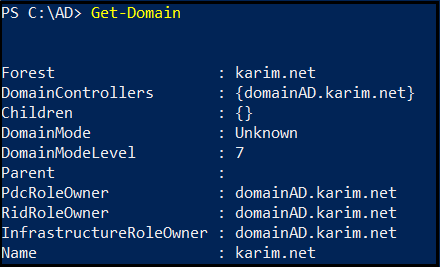 PS C:\AD> Get-Domain
Forest : karim.net
DomainControllers : {domainAD.karim.net}
Children : {}
DomainMode : Unknown
DomainModeLevel : 7
Parent :
PdcRoleOwner : domainAD.karim.net
RidRoleOwner : domainAD.karim.net
InfrastructureRoleOwner : domainAD.karim.net
Name : karim.net